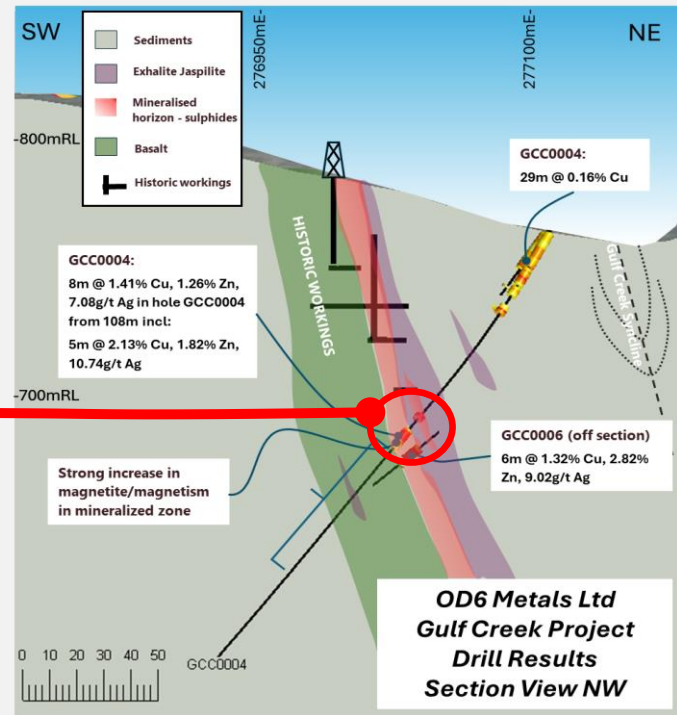 SW
276950mE-
277100mE-
NE
Sediments
Exhalite Jaspilite
Mineralised
horizon - sulphides
Basalt
Historic workings
-800mRL
GCC0004:
29m @ 0.16% Cu
HISTORIC WORKINGS
Gulf Creek Syncline
GCC0004:
8m @ 1.41% Cu, 1.26% Zn,
7.08g/t Ag in hole GCC0004
from 108m incl:
5m @ 2.13% Cu, 1.82% Zn,
10.74g/t Ag
-700mRL
GCC0006 (off section)
6m @ 1.32% Cu, 2.82%
Zn, 9.02g/t Ag
Strong increase in
magnetite/magnetism
in mineralized zone
OD6 Metals Ltd
Gulf Creek Project
Drill Results
Section View NW
0 10 20 30 40 50
GCC0004